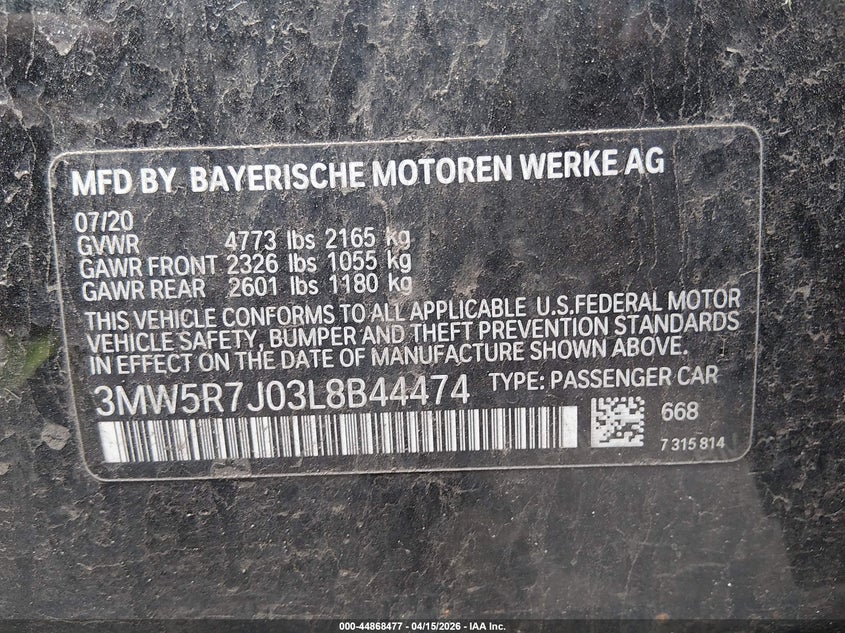 MFD BY BAYERISCHE MOTOREN WERKE AG
07/20
GVWR 4773 lbs 2165 kg
GAWR FRONT 2326 lbs 1055 kg
GAWR REAR 2601 lbs 1180 kg
THIS VEHICLE CONFORMS TO ALL APPLICABLE U.S.FEDERAL MOTOR
VEHICLE SAFETY, BUMPER AND THEFT PREVENTION STANDARDS
IN EFFECT ON THE DATE OF MANUFACTURE SHOWN ABOVE.
3MW5R7J03L8B44474 TYPE: PASSENGER CAR
668
7 315 814
000-44868477 - 04/15/2026 - IAA Inc.